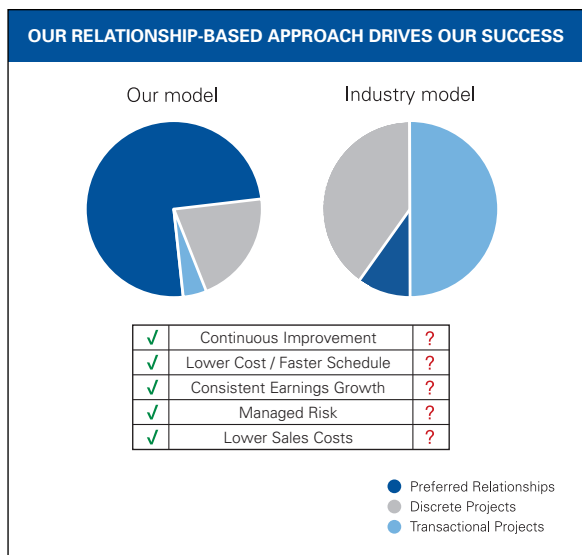 OUR RELATIONSHIP-BASED APPROACH DRIVES OUR SUCCESS
Our model
Industry model
√ Continuous Improvement ?
√ Lower Cost / Faster Schedule ?
√ Consistent Earnings Growth ?
√ Managed Risk ?
√ Lower Sales Costs ?
Preferred Relationships
Discrete Projects
Transactional Projects